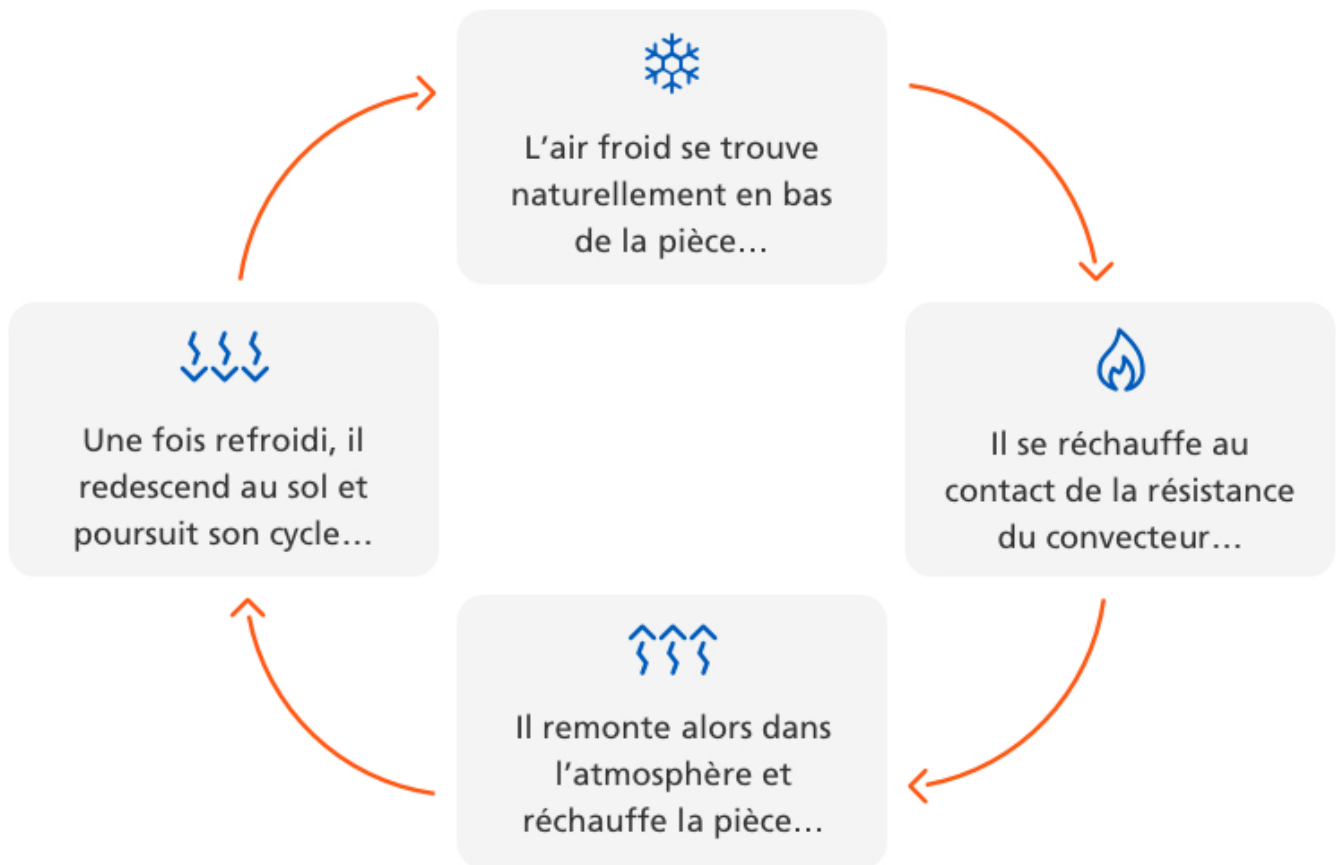 L’air froid se trouve
naturellement en bas
de la pièce…
Il se réchauffe au
contact de la résistance
du convecteur…
Il remonte alors dans
l’atmosphère et
réchauffe la pièce…
Une fois refroidi, il
redescend au sol et
poursuit son cycle…